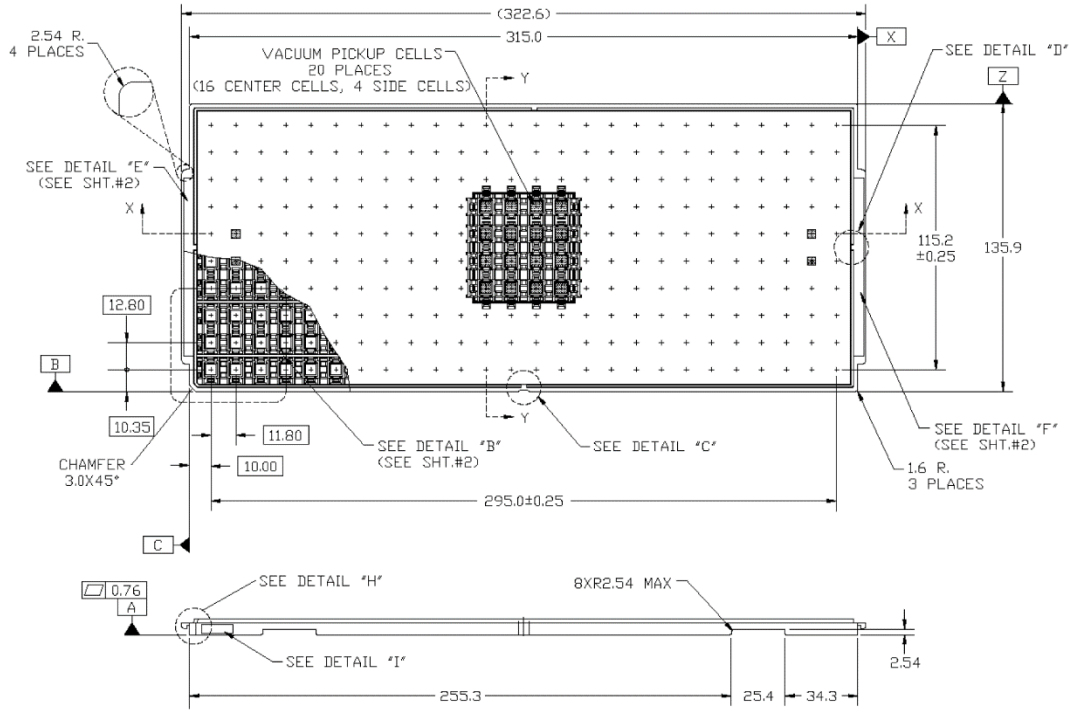 (322.6)
315.0
X
2.54 R.
4 PLACES
VACUUM PICKUP CELLS
20 PLACES
(16 CENTER CELLS, 4 SIDE CELLS)
Y
SEE DETAIL "D"
Z
SEE DETAIL "E"
(SEE SHT.#2)
X
X
115.2
±0.25
135.9
12.80
B
10.35
11.80
10.00
CHAMFER
3.0X45°
SEE DETAIL "B"
(SEE SHT.#2)
Y
SEE DETAIL "C"
SEE DETAIL "F"
(SEE SHT.#2)
1.6 R.
3 PLACES
295.0±0.25
C
0.76
A
SEE DETAIL "H"
8XR2.54 MAX
SEE DETAIL "I"
2.54
255.3
25.4
34.3